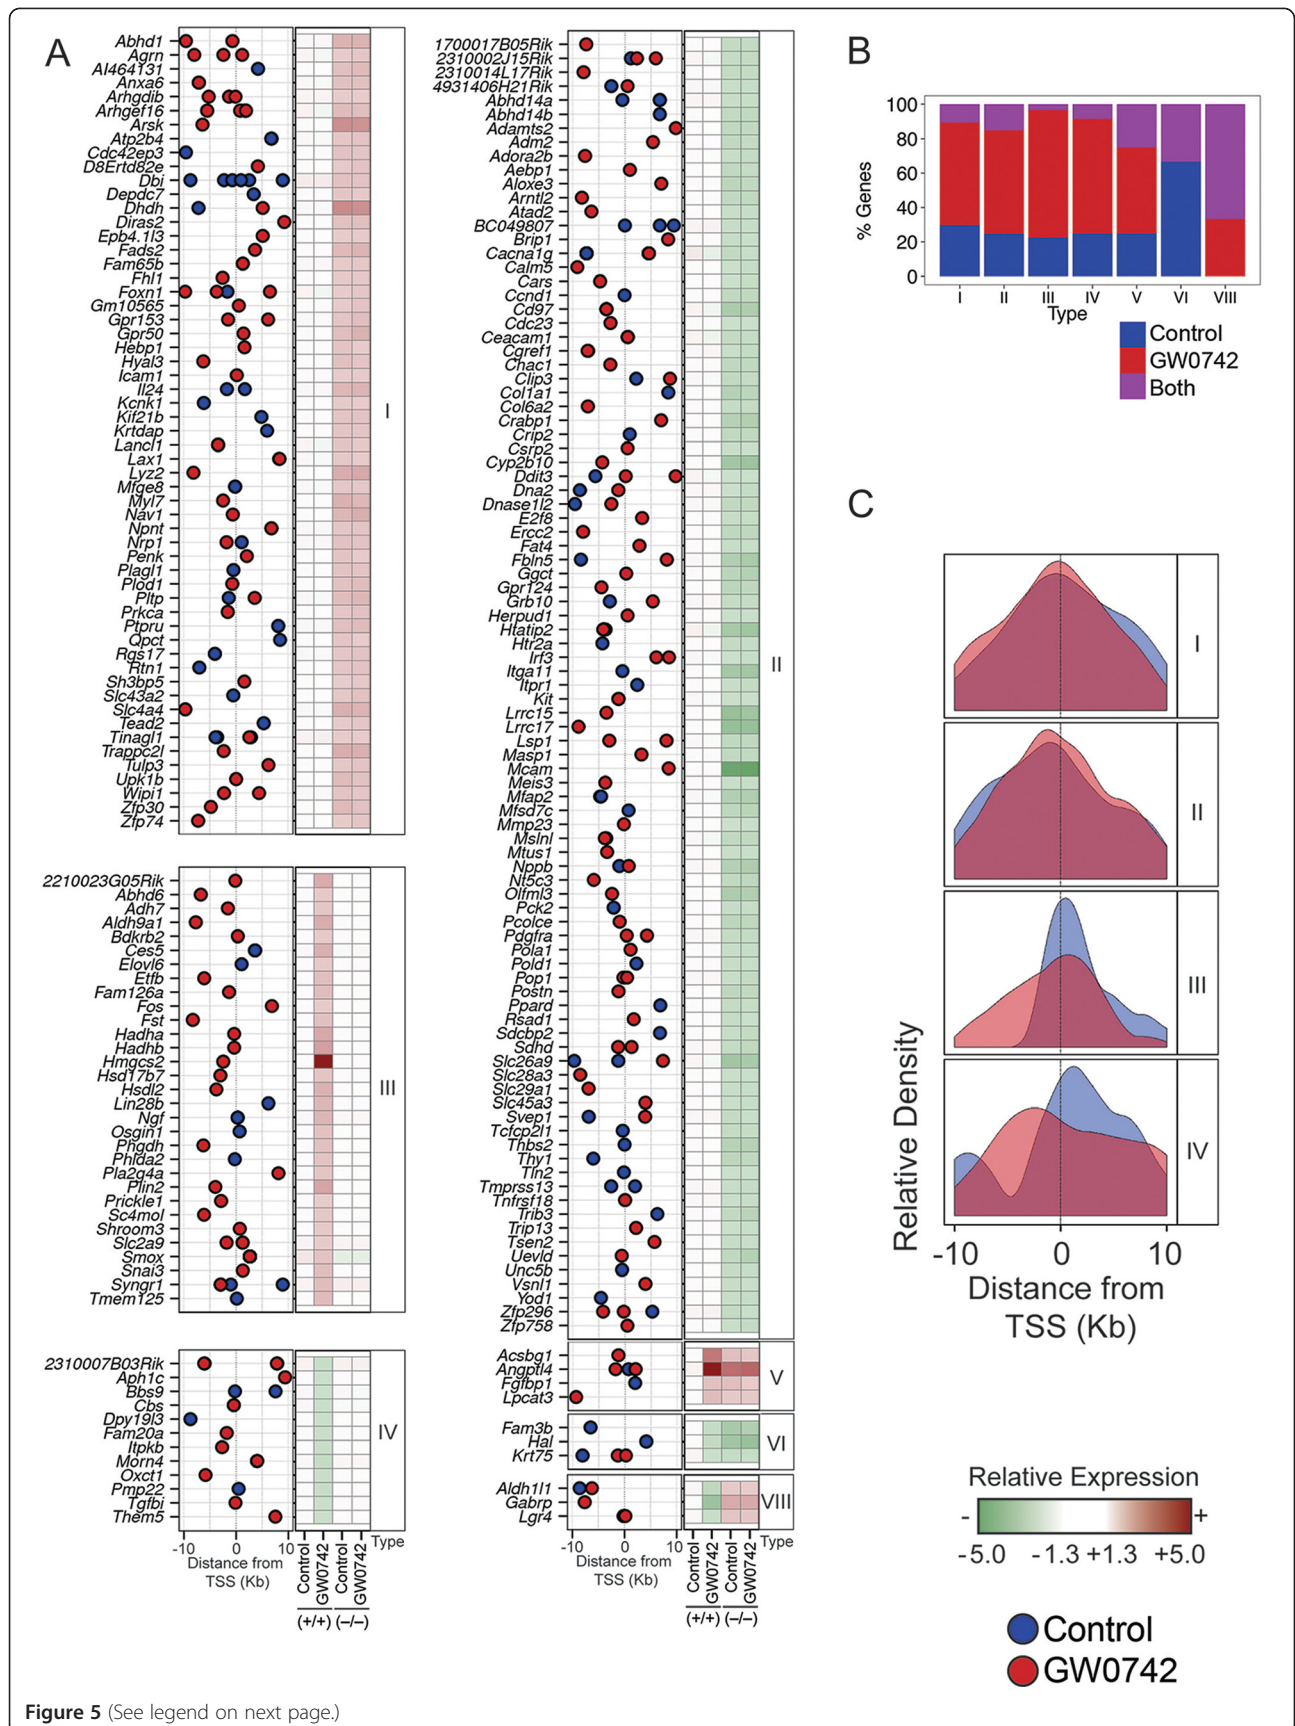 A
Abhd1
Agrn
AI464131
Anxa6
Arhgdib
Arhgef16
Arsk
Atp2b4
Cdc42ep3
D8Ertd82e
Dbi
Depdc7
Dhdh
Diras2
Epb4.1l3
Fads2
Fam65b
Fhl1
Foxn1
Gm10565
Gpr153
Gpr50
Hebp1
Hyal3
Icam1
Il24
Kcnk1
Kif21b
Krtdap
Lancl1
Lax1
Lyz2
Mfge8
Myl7
Nav1
Npnt
Nrp1
Penk
Plagl1
Plod1
Pltp
Prkca
Ptpru
Qpct
Rgs17
Rtn1
Sh3bp5
Slc43a2
Slc4a4
Tead2
Tinagl1
Trappc2l
Tulp3
Upk1b
Wipi1
Zfp30
Zfp74
I
2210023G05Rik
Abhd6
Adh7
Aldh9a1
Bdkrb2
Ces5
Elovl6
Etfb
Fam126a
Fos
Fst
Hadha
Hadhb
Hmgcs2
Hsd17b7
Hsdl2
Lin28b
Ngf
Osgin1
Phgdh
Phlda2
Pla2g4a
Plin2
Prickle1
Sc4mol
Shroom3
Slc2a9
Smox
Snai3
Syngr1
Tmem125
III
2310007B03Rik
Aph1c
Bbs9
Cbs
Dpy19l3
Fam20a
Itpkb
Morn4
Oxct1
Pmp22
Tgfbi
Them5
IV
-10 0 10
Distance from
TSS (Kb)
Control
GW0742
Control
GW0742
(+/+) (–/–)
Type
1700017B05Rik
2310002J15Rik
2310014L17Rik
4931406H21Rik
Abhd14a
Abhd14b
Adamts2
Adm2
Adora2b
Aebp1
Aloxe3
Arntl2
Atad2
BC049807
Brip1
Cacna1g
Calm5
Cars
Ccnd1
Cd97
Cdc23
Ceacam1
Cgref1
Chac1
Clip3
Col1a1
Col6a2
Crabp1
Crip2
Csrp2
Cyp2b10
Ddit3
Dna2
Dnase1l2
E2f8
Ercc2
Fat4
Fbln5
Ggct
Gpr124
Grb10
Herpud1
Htatip2
Htr2a
Irf3
Itga11
Itpr1
Kit
Lrrc15
Lrrc17
Lsp1
Masp1
Mcam
Meis3
Mfap2
Mfsd7c
Mmp23
Mslnl
Mtus1
Nppb
Nt5c3
Olfml3
Pck2
Pcolce
Pdgfra
Pola1
Pold1
Pop1
Postn
Ppard
Rsad1
Sdcbp2
Sdhd
Slc26a9
Slc28a3
Slc29a1
Slc45a3
Svep1
Tcfcp2l1
Thbs2
Thy1
Tln2
Tmprss13
Tnfrsf18
Trib3
Trip13
Tsen2
Uevld
Unc5b
Vsnl1
Yod1
Zfp296
Zfp758
II
Acsbg1
Angptl4
Fgfbp1
Lpcat3
V
Fam3b
Hal
Krt75
VI
Aldh1l1
Gabrp
Lgr4
VIII
-10 0 10
Distance from
TSS (Kb)
Control
GW0742
Control
GW0742
(+/+) (–/–)
Type
B
% Genes
100
80
60
40
20
0
I II III IV V VI VIII
Type
Control
GW0742
Both
C
I
II
III
IV
Relative Density
-10 0 10
Distance from
TSS (Kb)
Relative Expression
- +
-5.0 -1.3 +1.3 +5.0
Control
GW0742
Figure 5 (See legend on next page.)